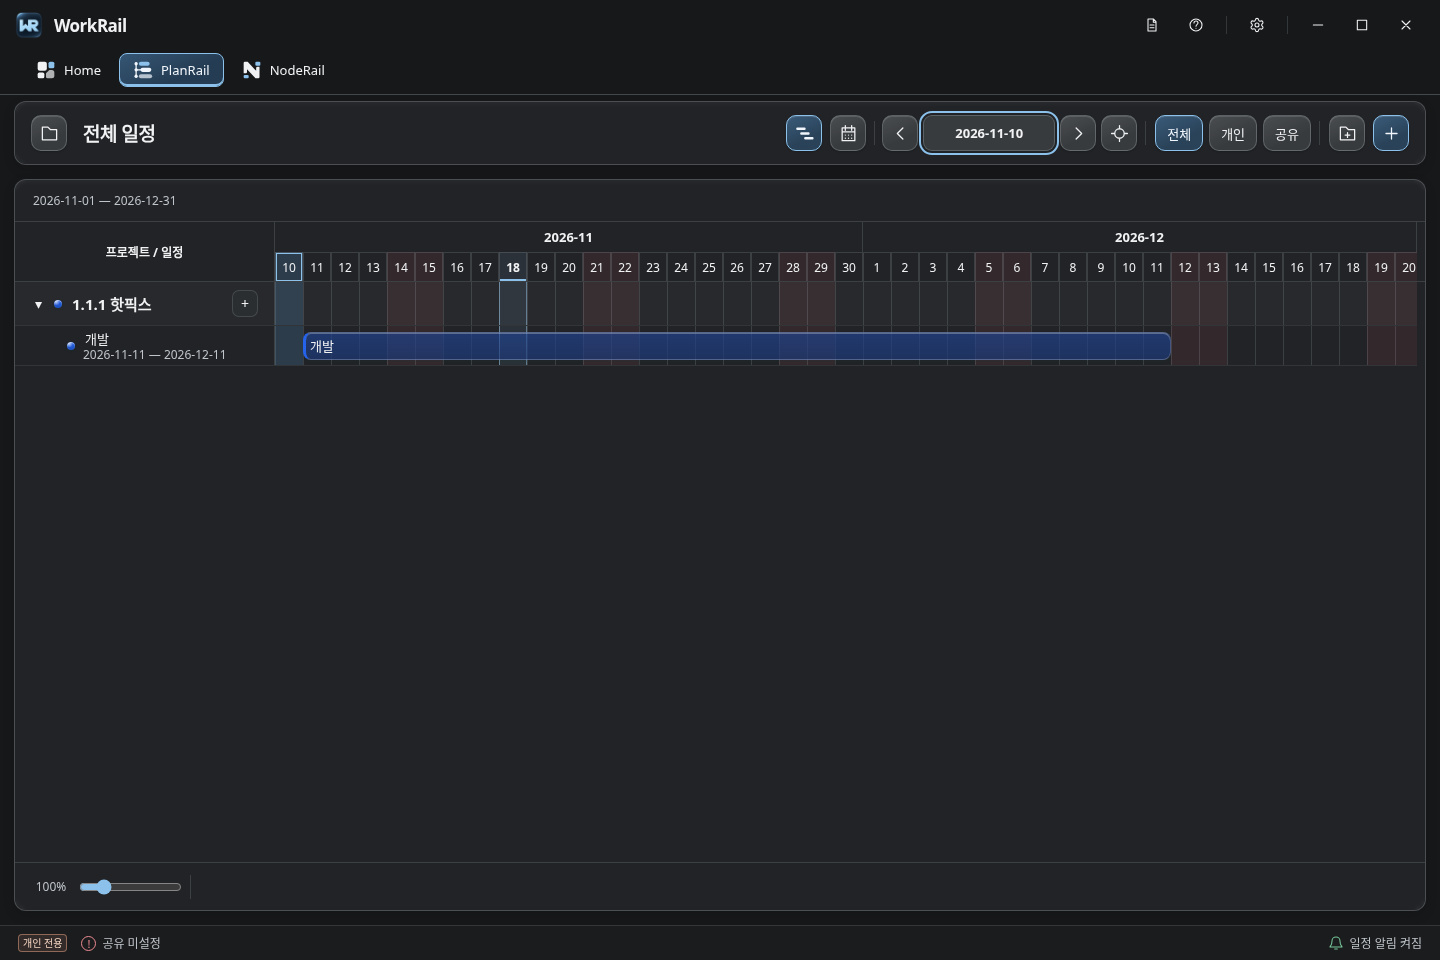 WR WorkRail
Home PlanRail NodeRail
전체 일정 2026-11-10 전체 개인 공유
2026-11-01 — 2026-12-31
프로젝트 / 일정 2026-11 2026-12
10 11 12 13 14 15 16 17 18 19 20 21 22 23 24 25 26 27 28 29 30 1 2 3 4 5 6 7 8 9 10 11 12 13 14 15 16 17 18 19 20
1.1.1 핫픽스 +
개발 개발
2026-11-11 — 2026-12-11
100%
개인 전용 공유 미설정 일정 알림 켜짐